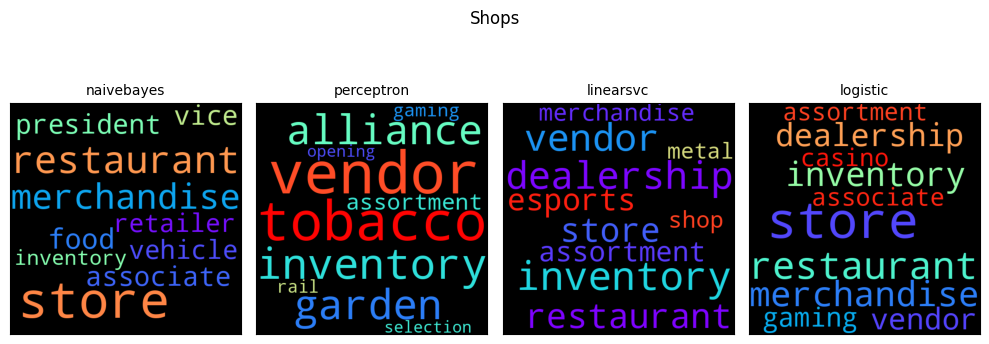 Shops
naivebayes
president
vice
restaurant
merchandise
retailer
food
vehicle
inventory
associate
store
perceptron
gaming
alliance
opening
vendor
assortment
tobacco
inventory
rail
garden
selection
linearsvc
merchandise
vendor
metal
dealership
esports
shop
store
assortment
inventory
restaurant
logistic
assortment
dealership
casino
inventory
associate
store
restaurant
merchandise
gaming
vendor